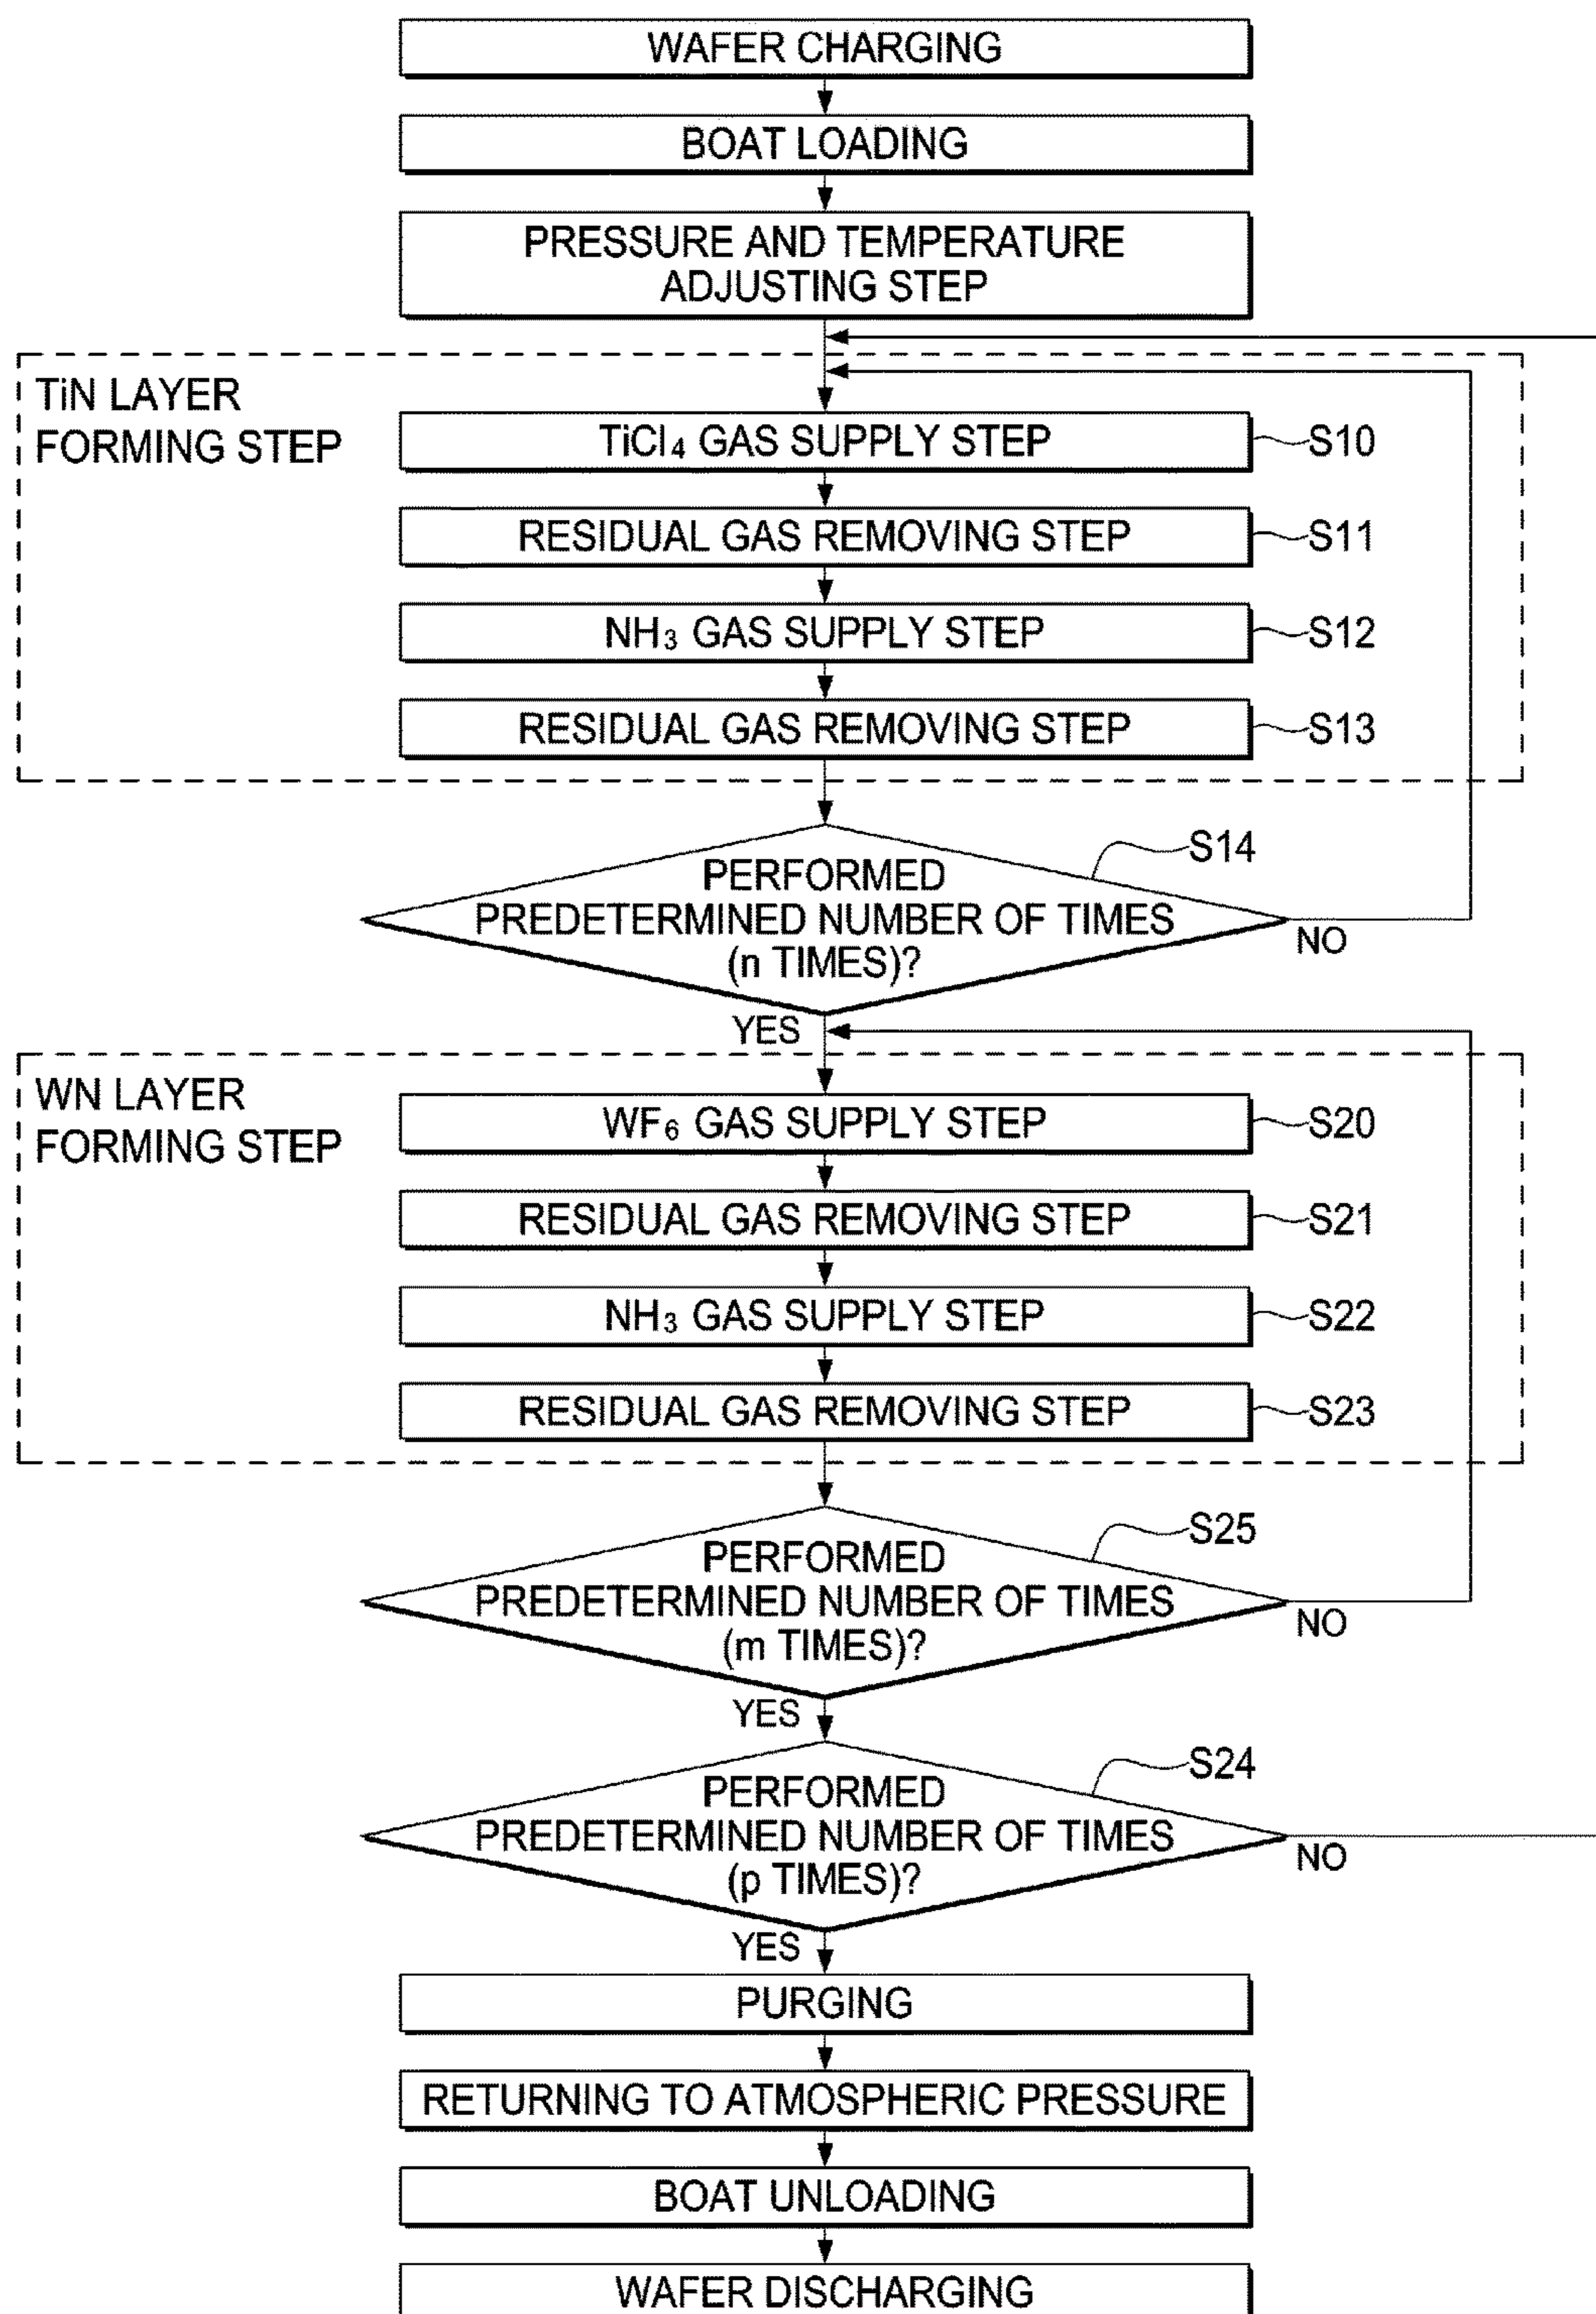 WAFER CHARGING
BOAT LOADING
PRESSURE AND TEMPERATURE
ADJUSTING STEP
TiN LAYER
FORMING STEP
TiCl₄ GAS SUPPLY STEP
S10
RESIDUAL GAS REMOVING STEP
S11
NH₃ GAS SUPPLY STEP
S12
RESIDUAL GAS REMOVING STEP
S13
S14
PERFORMED
PREDETERMINED NUMBER OF TIMES
(n TIMES)?
NO
YES
WN LAYER
FORMING STEP
WF₆ GAS SUPPLY STEP
S20
RESIDUAL GAS REMOVING STEP
S21
NH₃ GAS SUPPLY STEP
S22
RESIDUAL GAS REMOVING STEP
S23
S25
PERFORMED
PREDETERMINED NUMBER OF TIMES
(m TIMES)?
NO
YES
S24
PERFORMED
PREDETERMINED NUMBER OF TIMES
(p TIMES)?
NO
YES
PURGING
RETURNING TO ATMOSPHERIC PRESSURE
BOAT UNLOADING
WAFER DISCHARGING